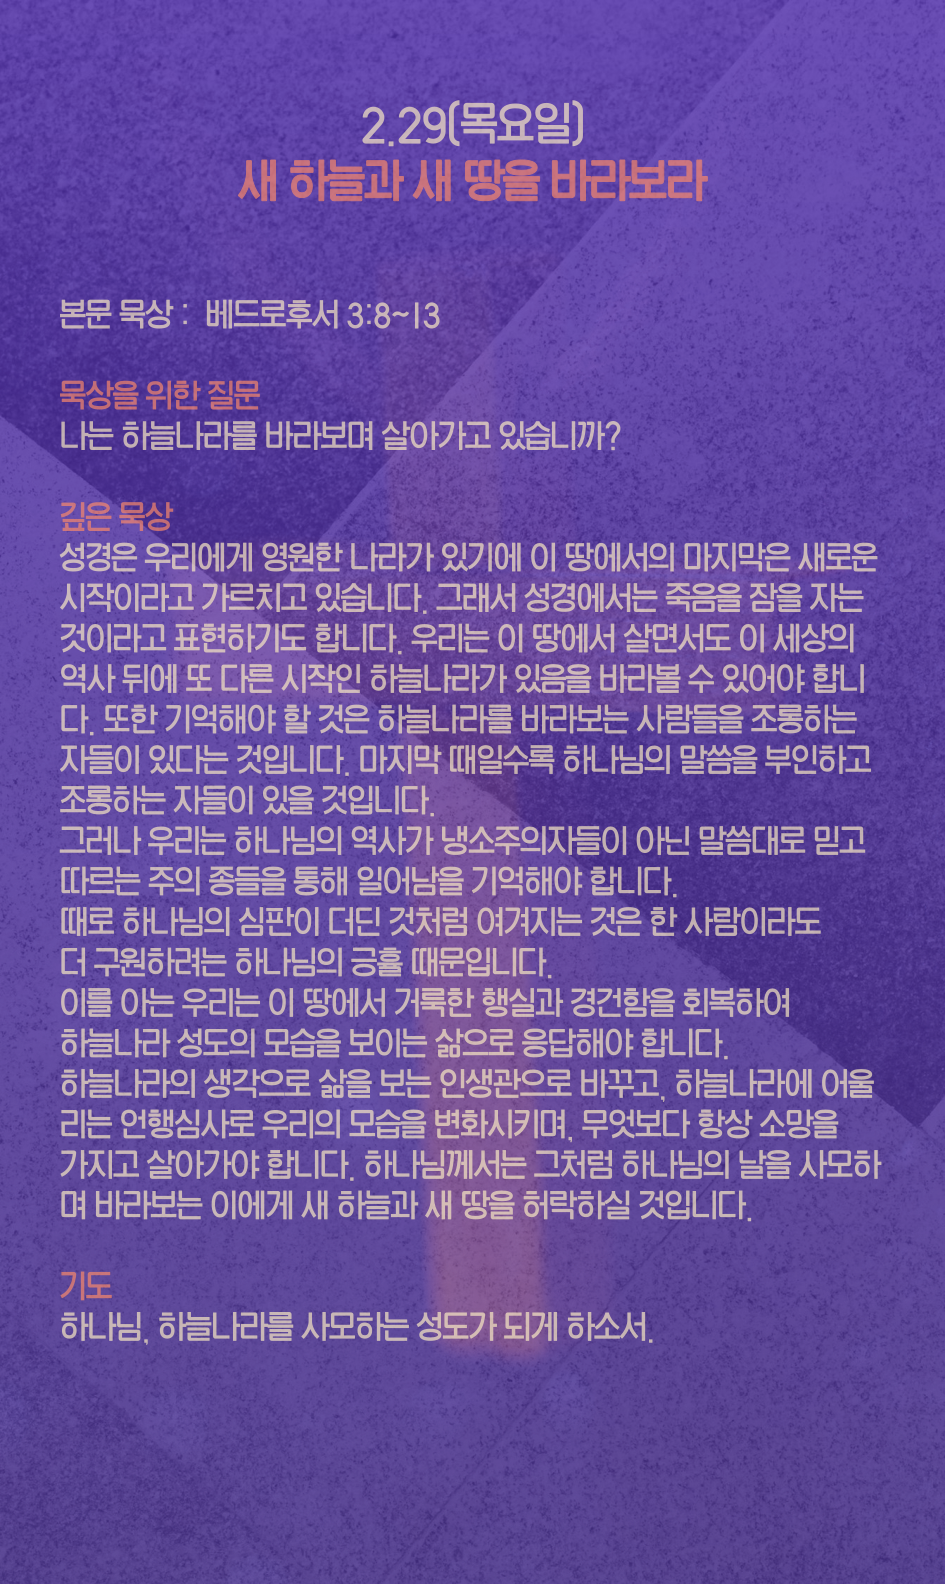 2.29(목요일)
새 하늘과 새 땅을 바라보라
본문 묵상 : 베드로후서 3:8~13
묵상을 위한 질문
나는 하늘나라를 바라보며 살아가고 있습니까?
깊은 묵상
성경은 우리에게 영원한 나라가 있기에 이 땅에서의 마지막은 새로운
시작이라고 가르치고 있습니다. 그래서 성경에서는 죽음을 잠을 자는
것이라고 표현하기도 합니다. 우리는 이 땅에서 살면서도 이 세상의
역사 뒤에 또 다른 시작인 하늘나라가 있음을 바라볼 수 있어야 합니
다. 또한 기억해야 할 것은 하늘나라를 바라보는 사람들을 조롱하는
자들이 있다는 것입니다. 마지막 때일수록 하나님의 말씀을 부인하고
조롱하는 자들이 있을 것입니다.
그러나 우리는 하나님의 역사가 냉소주의자들이 아닌 말씀대로 믿고
따르는 주의 종들을 통해 일어남을 기억해야 합니다.
때로 하나님의 심판이 더딘 것처럼 여겨지는 것은 한 사람이라도
더 구원하려는 하나님의 긍휼 때문입니다.
이를 아는 우리는 이 땅에서 거룩한 행실과 경건함을 회복하여
하늘나라 성도의 모습을 보이는 삶으로 응답해야 합니다.
하늘나라의 생각으로 삶을 보는 인생관으로 바꾸고, 하늘나라에 어울
리는 언행심사로 우리의 모습을 변화시키며, 무엇보다 항상 소망을
가지고 살아가야 합니다. 하나님께서는 그처럼 하나님의 날을 사모하
며 바라보는 이에게 새 하늘과 새 땅을 허락하실 것입니다.
기도
하나님, 하늘나라를 사모하는 성도가 되게 하소서.